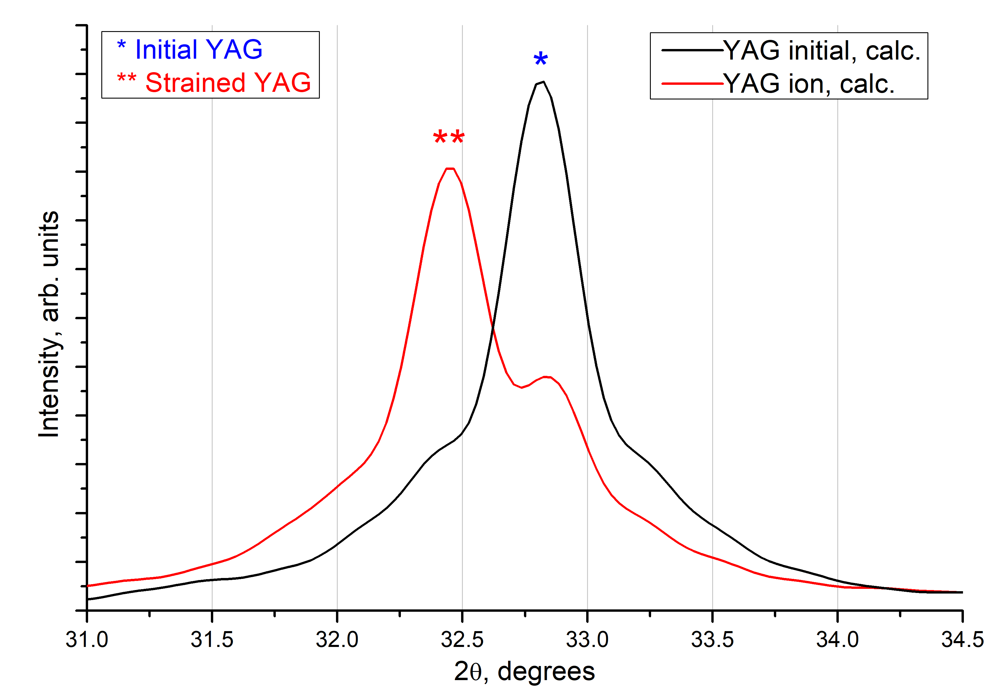 * Initial YAG
** Strained YAG
YAG initial, calc.
YAG ion, calc.
*
**
Intensity, arb. units
31.0 31.5 32.0 32.5 33.0 33.5 34.0 34.5
2θ, degrees